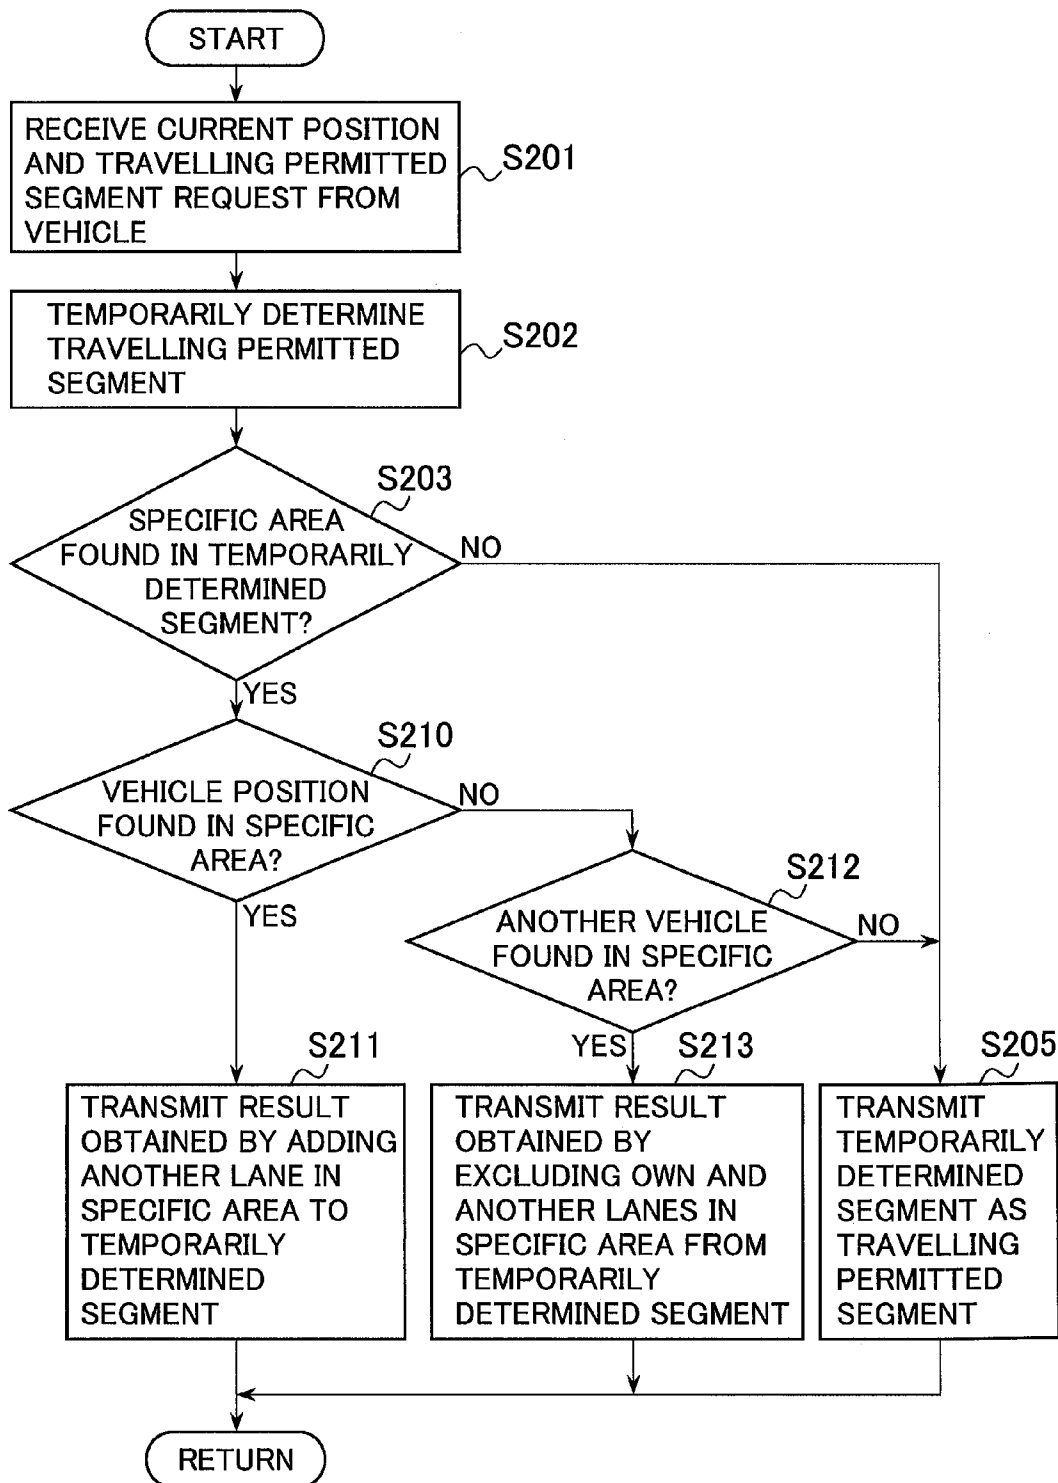 START
RECEIVE CURRENT POSITION
AND TRAVELLING PERMITTED
SEGMENT REQUEST FROM
VEHICLE
S201
TEMPORARILY DETERMINE
TRAVELLING PERMITTED
SEGMENT
S202
S203
SPECIFIC AREA
FOUND IN TEMPORARILY
DETERMINED
SEGMENT?
NO
YES
S210
VEHICLE POSITION
FOUND IN SPECIFIC
AREA?
NO
YES
S212
ANOTHER VEHICLE
FOUND IN SPECIFIC
AREA?
NO
YES
S211
TRANSMIT RESULT
OBTAINED BY ADDING
ANOTHER LANE IN
SPECIFIC AREA TO
TEMPORARILY
DETERMINED
SEGMENT
S213
TRANSMIT RESULT
OBTAINED BY
EXCLUDING OWN AND
ANOTHER LANES IN
SPECIFIC AREA FROM
TEMPORARILY
DETERMINED SEGMENT
S205
TRANSMIT
TEMPORARILY
DETERMINED
SEGMENT AS
TRAVELLING
PERMITTED
SEGMENT
RETURN